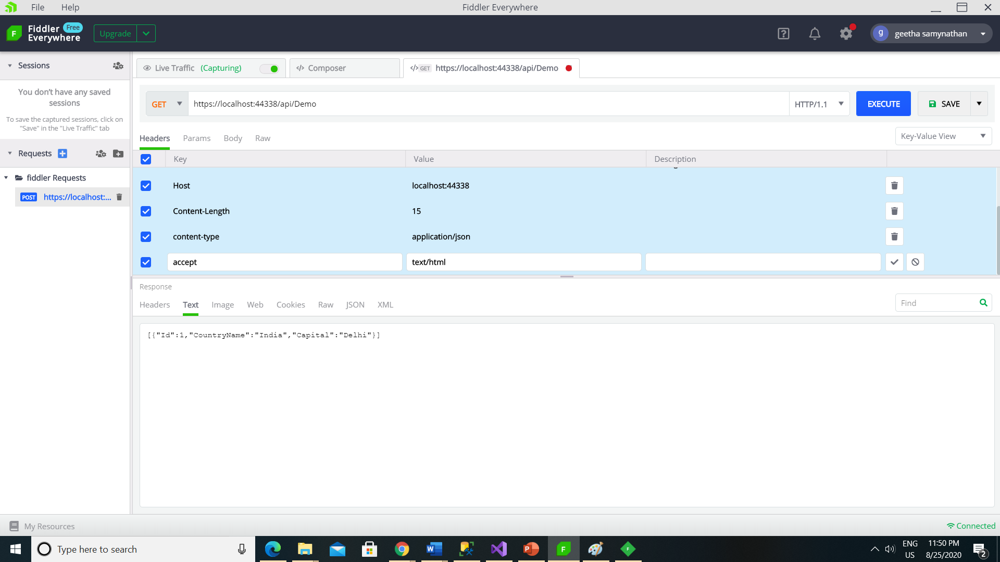 File Help Fiddler Everywhere
F Fiddler Everywhere Free Upgrade g geetha samynathan
Sessions
You don't have any saved
sessions
To save the captured sessions, click on
"Save" in the "Live Traffic" tab
Requests
fiddler Requests
POST https://localhost:...
Live Traffic (Capturing) Composer GET https://localhost:44338/api/Demo
GET https://localhost:44338/api/Demo HTTP/1.1 EXECUTE SAVE
Headers Params Body Raw Key-Value View
Key Value Description
Host localhost:44338
Content-Length 15
content-type application/json
accept text/html
Response
Headers Text Image Web Cookies Raw JSON XML Find
[{"Id":1,"CountryName":"India","Capital":"Delhi"}]
My Resources Connected
Type here to search ENG US 11:50 PM 8/25/2020 2